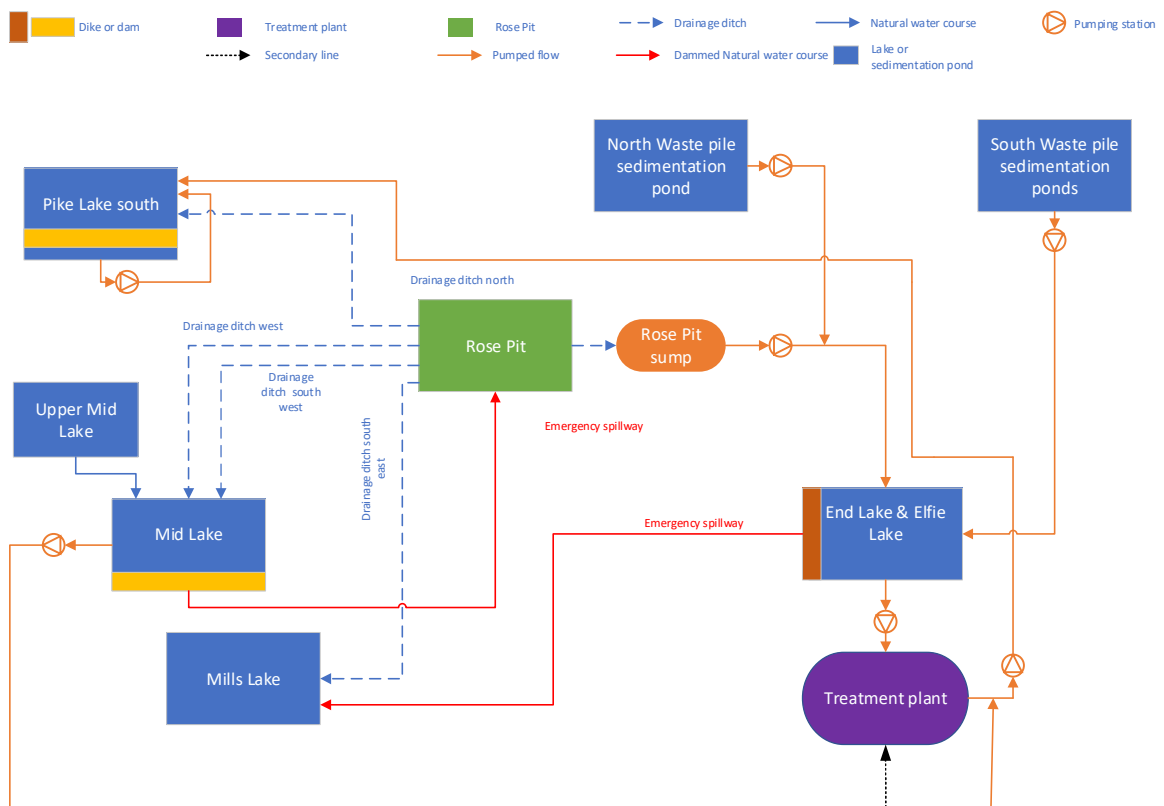 Dike or dam
Treatment plant
Rose Pit
Drainage ditch
Natural water course
Pumping station
Secondary line
Pumped flow
Dammed Natural water course
Lake or
sedimentation pond
North Waste pile
sedimentation
pond
South Waste pile
sedimentation
ponds
Pike Lake south
Drainage ditch north
Drainage ditch west
Rose Pit
Rose Pit
sump
Drainage
ditch south
west
Upper Mid
Lake
Emergency spillway
Drainage ditch south
east
Mid Lake
Emergency spillway
End Lake & Elfie
Lake
Mills Lake
Treatment plant